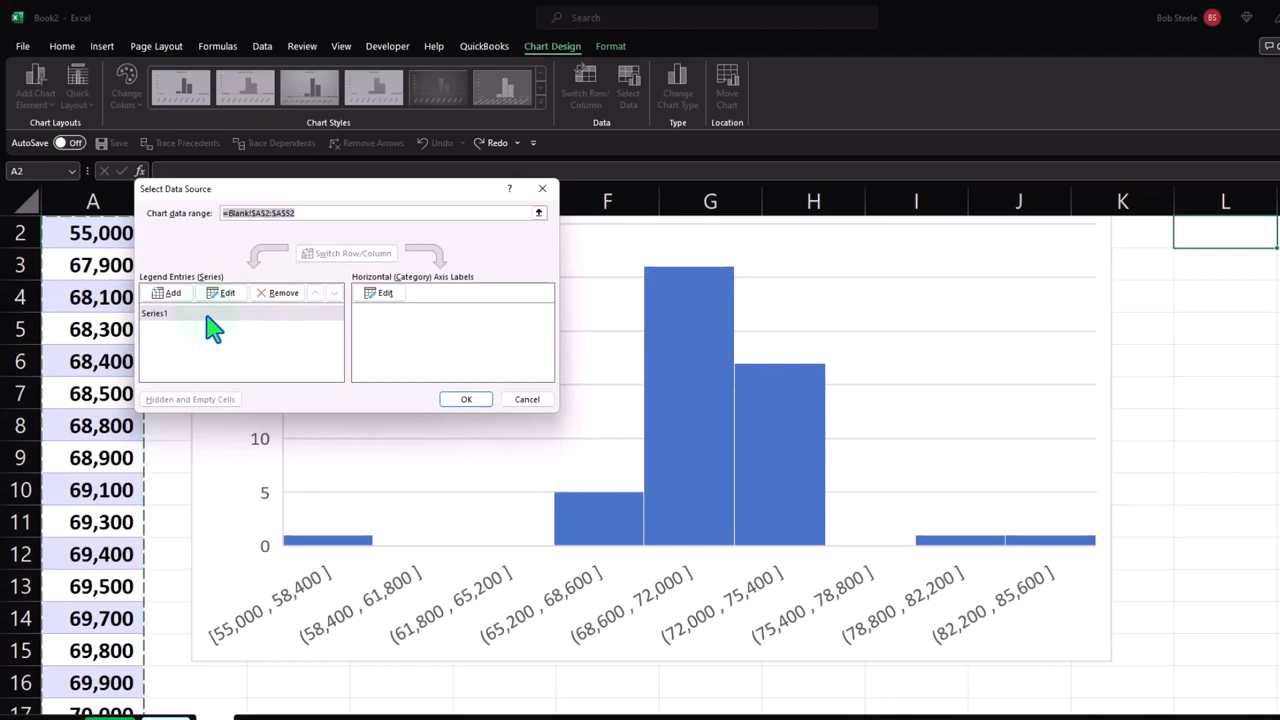 Book2 - Excel
Search
Bob Steele
BS
File Home Insert Page Layout Formulas Data Review View Developer Help QuickBooks Chart Design Format
Add Chart Element
Quick Layout
Change Colors
Switch Row/Column
Select Data
Change Chart Type
Move Chart
Chart Layouts Chart Styles Data Type Location
AutoSave Off Save Trace Precedents Trace Dependents Remove Arrows Undo Redo
A2 fx
A F G H I J K L
Select Data Source ?
Chart data range: =Blank!$A$2:$A$52
Switch Row/Column
Legend Entries (Series)
Add Edit Remove
Series1
Horizontal (Category) Axis Labels
Edit
Hidden and Empty Cells OK Cancel
2 55,000
3 67,900
4 68,100
5 68,300
6 68,400
7 68,500
8 68,800
9 68,900
10 69,100
11 69,300
12 69,400
13 69,500
14 69,700
15 69,800
16 69,900
17 70,000
10
5
0
[55,000 , 58,400 ]
(58,400 , 61,800 ]
(61,800 , 65,200 ]
(65,200 , 68,600 ]
(68,600 , 72,000 ]
(72,000 , 75,400 ]
(75,400 , 78,800 ]
(78,800 , 82,200 ]
(82,200 , 85,600 ]